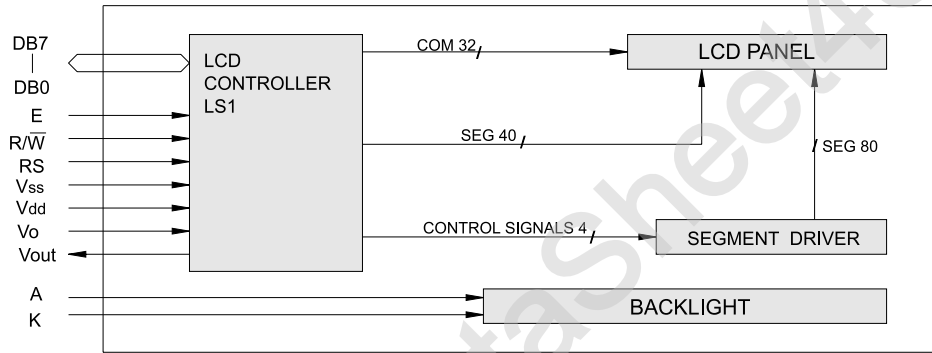 DB7
DB0
E
R/W̅
RS
Vss
Vdd
Vo
Vout
A
K
LCD
CONTROLLER
LS1
COM 32
SEG 40
CONTROL SIGNALS 4
LCD PANEL
SEG 80
SEGMENT DRIVER
BACKLIGHT